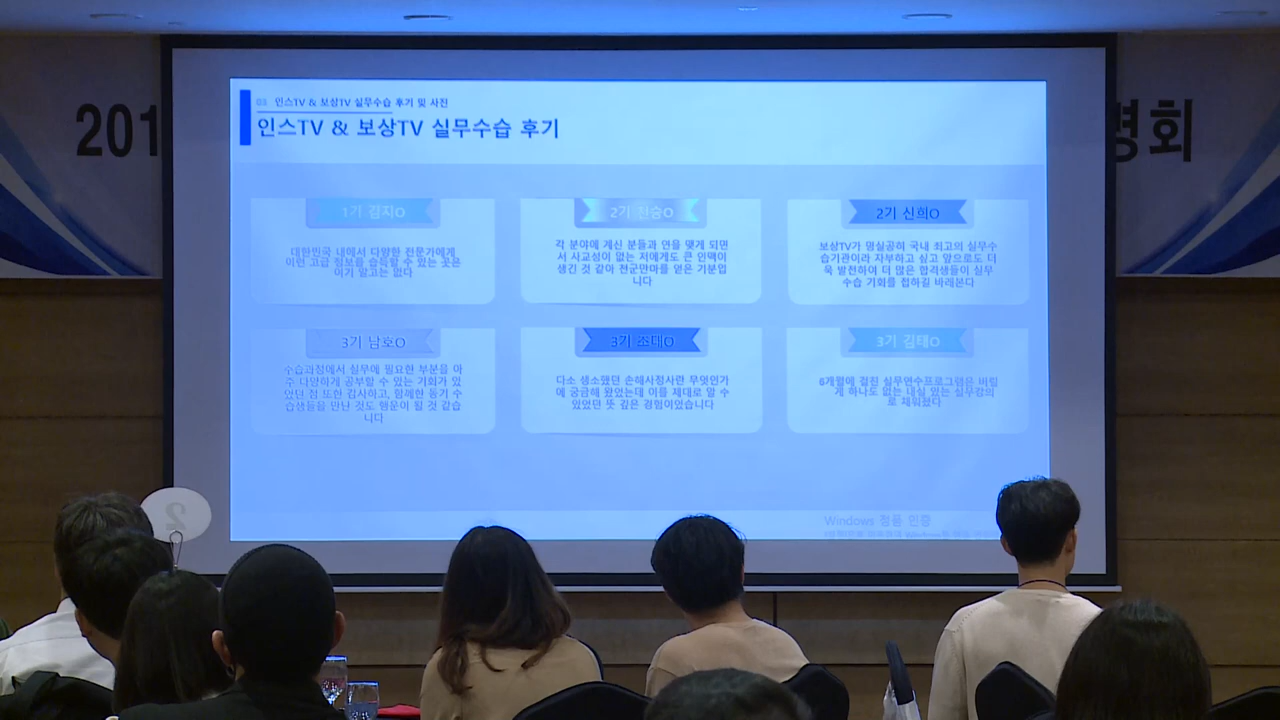 201
명회
03 인스TV & 보상TV 실무수습 후기 및 사진
인스TV & 보상TV 실무수습 후기
1기 김지O
대한민국 내에서 다양한 전문가에게
이런 고급 정보를 습득할 수 있는 곳은
여기 말고는 없다
2기 천승O
각 분야에 계신 분들과 연을 맺게 되면
서 사교성이 없는 저에게도 큰 인맥이
생긴 것 같아 천군만마를 얻은 기분입
니다
2기 신희O
보상TV가 명실공히 국내 최고의 실무수
습기관이라 자부하고 싶고 앞으로도 더
욱 발전하여 더 많은 합격생들이 실무
수습 기회를 접하길 바래본다
3기 남호O
수습과정에서 실무에 필요한 부분을 아
주 다양하게 공부할 수 있는 기회가 있
었던 점 또한 감사하고, 함께한 동기 수
습생들을 만난 것도 행운이 될 것 같습
니다
3기 조태O
다소 생소했던 손해사정사란 무엇인가
에 궁금해 왔었는데 이를 제대로 알 수
있었던 뜻 깊은 경험이었습니다
3기 김태O
6개월에 걸친 실무연수프로그램은 버릴
게 하나도 없는 내실 있는 실무강의
로 채워졌다
Windows 정품 인증
2